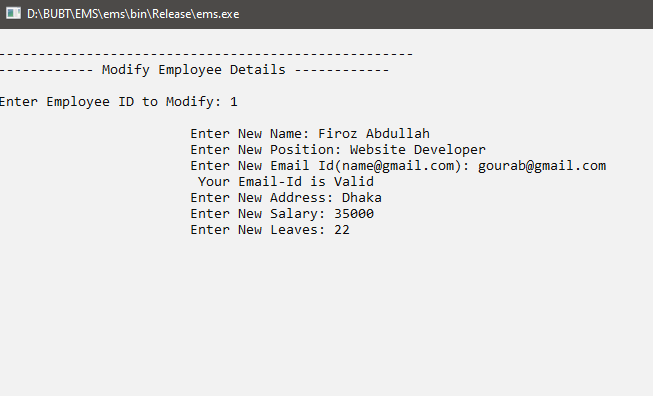 D:\BUBT\EMS\ems\bin\Release\ems.exe
----------------------------------------------------
------------ Modify Employee Details ------------
Enter Employee ID to Modify: 1
Enter New Name: Firoz Abdullah
Enter New Position: Website Developer
Enter New Email Id(name@gmail.com): gourab@gmail.com
Your Email-Id is Valid
Enter New Address: Dhaka
Enter New Salary: 35000
Enter New Leaves: 22